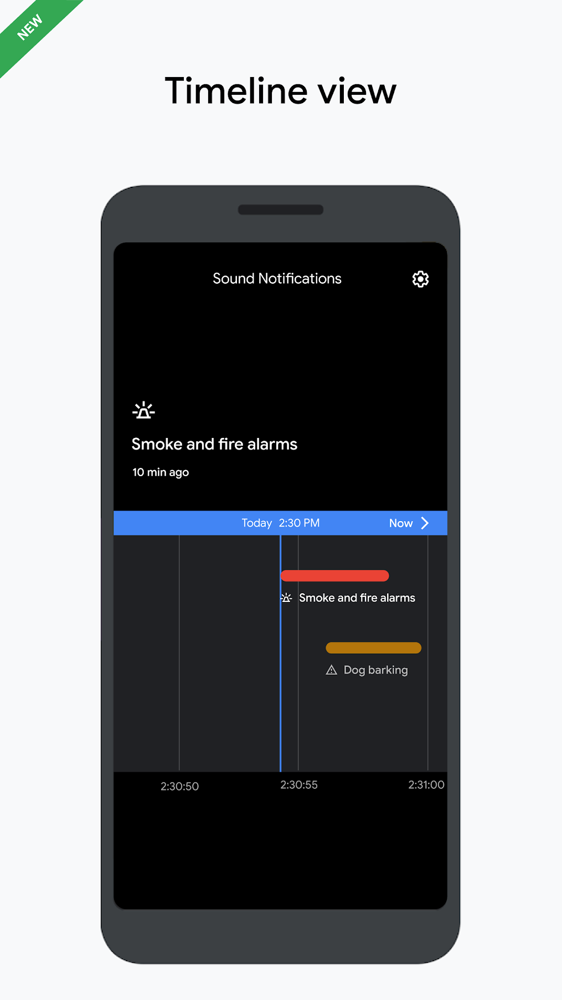 NEW
Timeline view
Sound Notifications
Smoke and fire alarms
10 min ago
Today 2:30 PM Now
Smoke and fire alarms
Dog barking
2:30:50 2:30:55 2:31:00